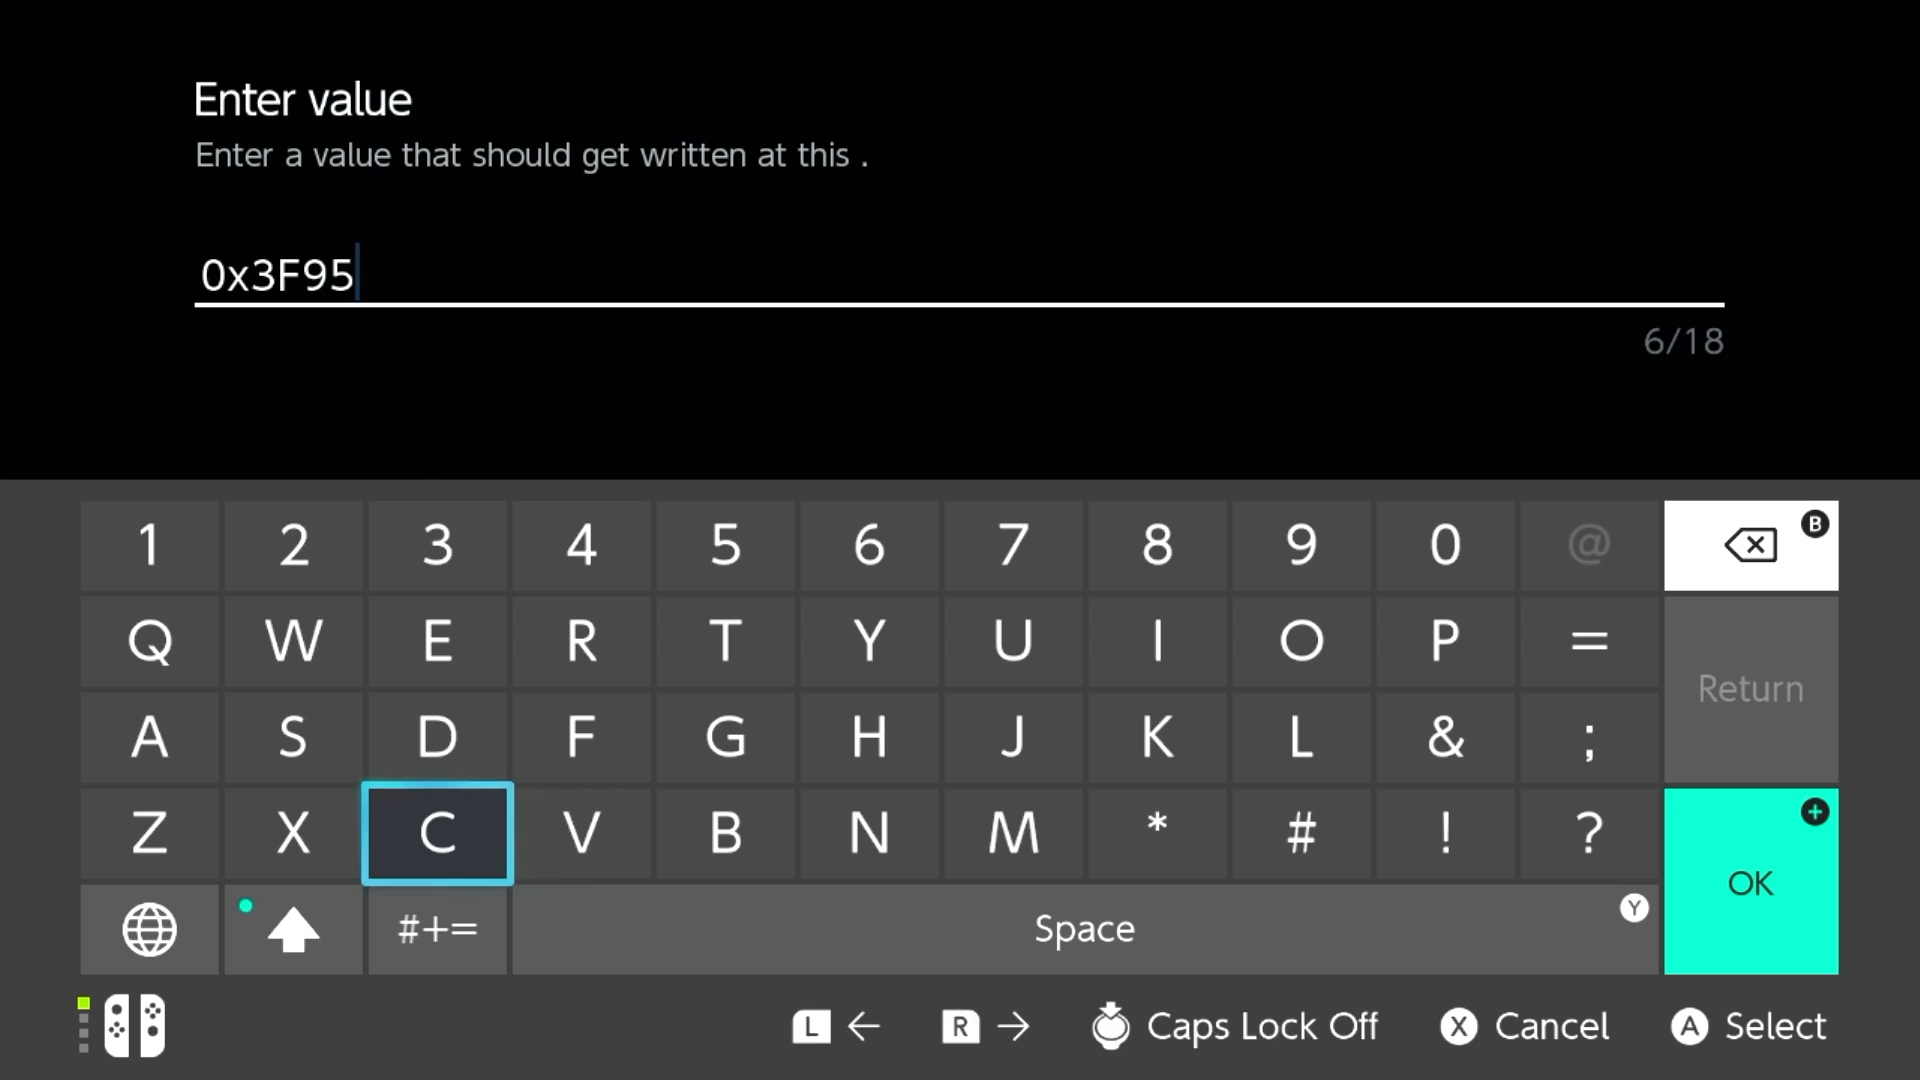 Enter value
Enter a value that should get written at this .
0x3F95
6/18
1 2 3 4 5 6 7 8 9 0 @ B
Q W E R T Y U I O P =
Return
A S D F G H J K L & ;
Z X C V B N M * # ! ? +
OK
#+= Space Y
L ← R → Caps Lock Off X Cancel A Select